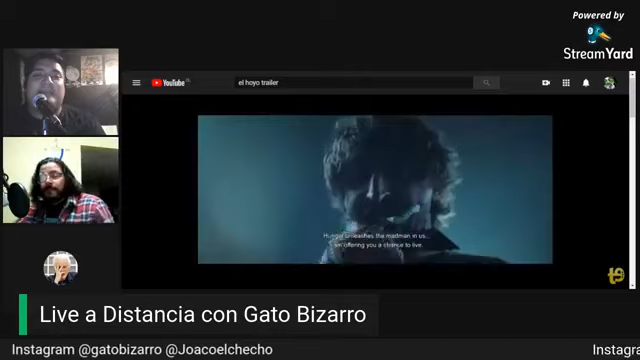 Powered by
StreamYard
YouTube
el hoyo trailer
Hunger unleashes the madman in us...
I'm offering you a chance to live.
Live a Distancia con Gato Bizarro
Instagram @gatobizarro @Joacoelchecho
Instagra